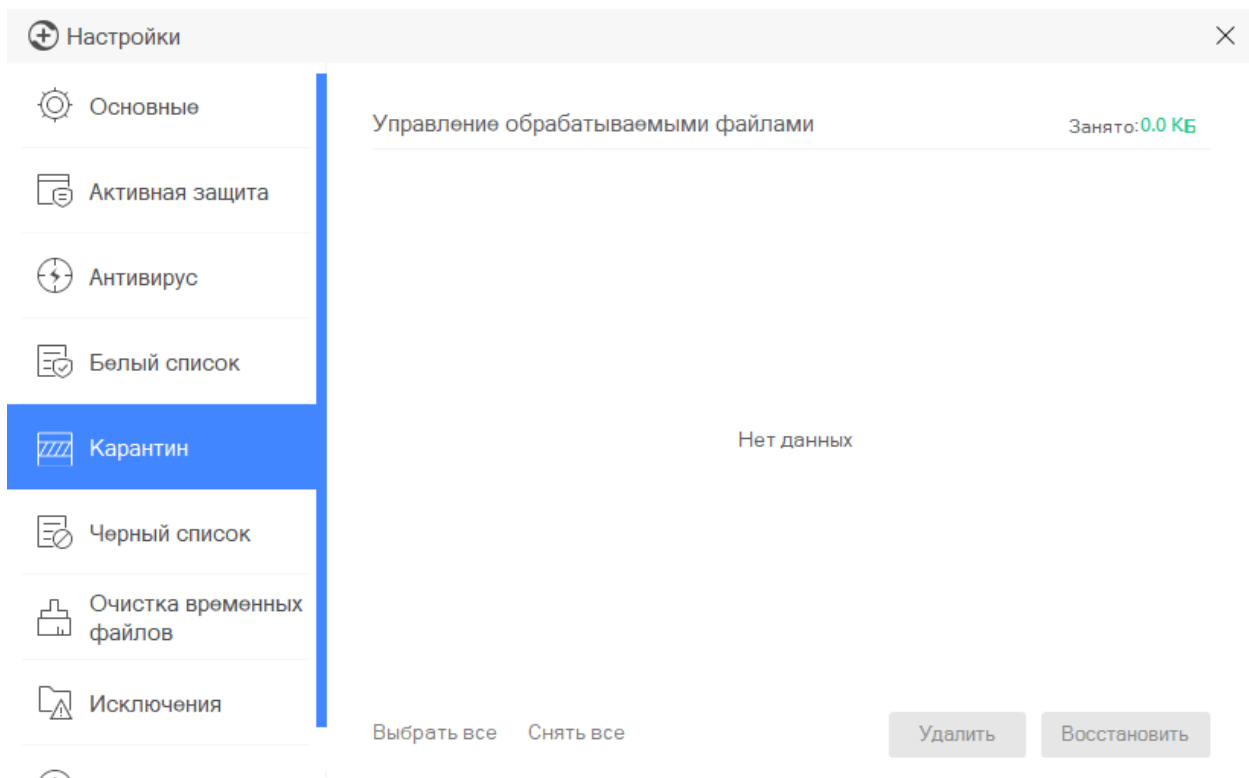 Настройки
Основные
Активная защита
Антивирус
Белый список
Карантин
Черный список
Очистка временных
файлов
Исключения
Управление обрабатываемыми файлами
Занято:0.0 КБ
Нет данных
Выбрать все
Снять все
Удалить
Восстановить